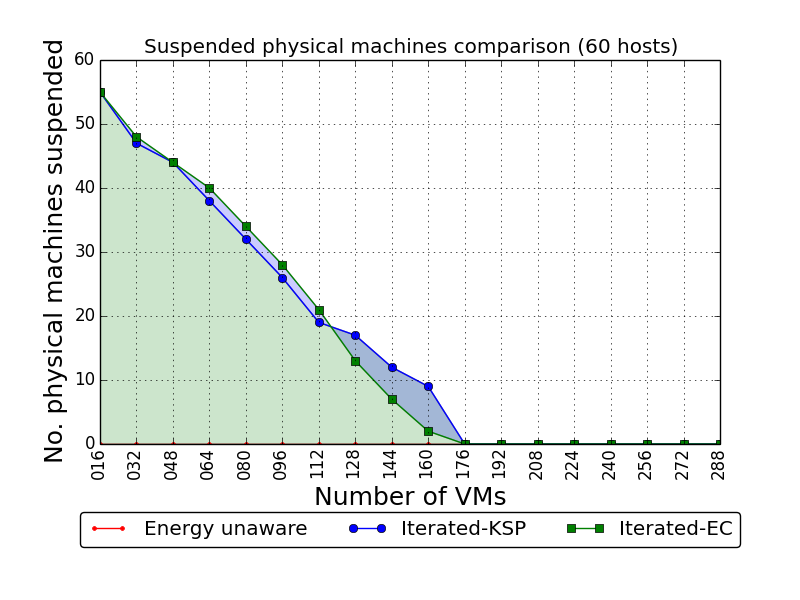 Suspended physical machines comparison (60 hosts)
No. physical machines suspended
60
50
40
30
20
10
0
016 032 048 064 080 096 112 128 144 160 176 192 208 224 240 256 272 288
Number of VMs
Energy unaware Iterated-KSP Iterated-EC